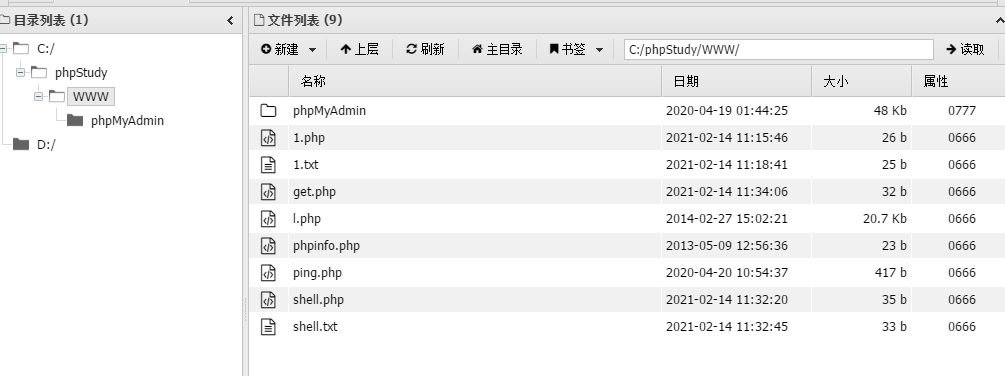 目录列表 (1)
C:/
phpStudy
WWW
phpMyAdmin
D:/
文件列表 (9)
新建 上层 刷新 主目录 书签 C:/phpStudy/WWW/ 读取
名称 日期 大小 属性
phpMyAdmin 2020-04-19 01:44:25 48 Kb 0777
1.php 2021-02-14 11:15:46 26 b 0666
1.txt 2021-02-14 11:18:41 25 b 0666
get.php 2021-02-14 11:34:06 32 b 0666
l.php 2014-02-27 15:02:21 20.7 Kb 0666
phpinfo.php 2013-05-09 12:56:36 23 b 0666
ping.php 2020-04-20 10:54:37 417 b 0666
shell.php 2021-02-14 11:32:20 35 b 0666
shell.txt 2021-02-14 11:32:45 33 b 0666